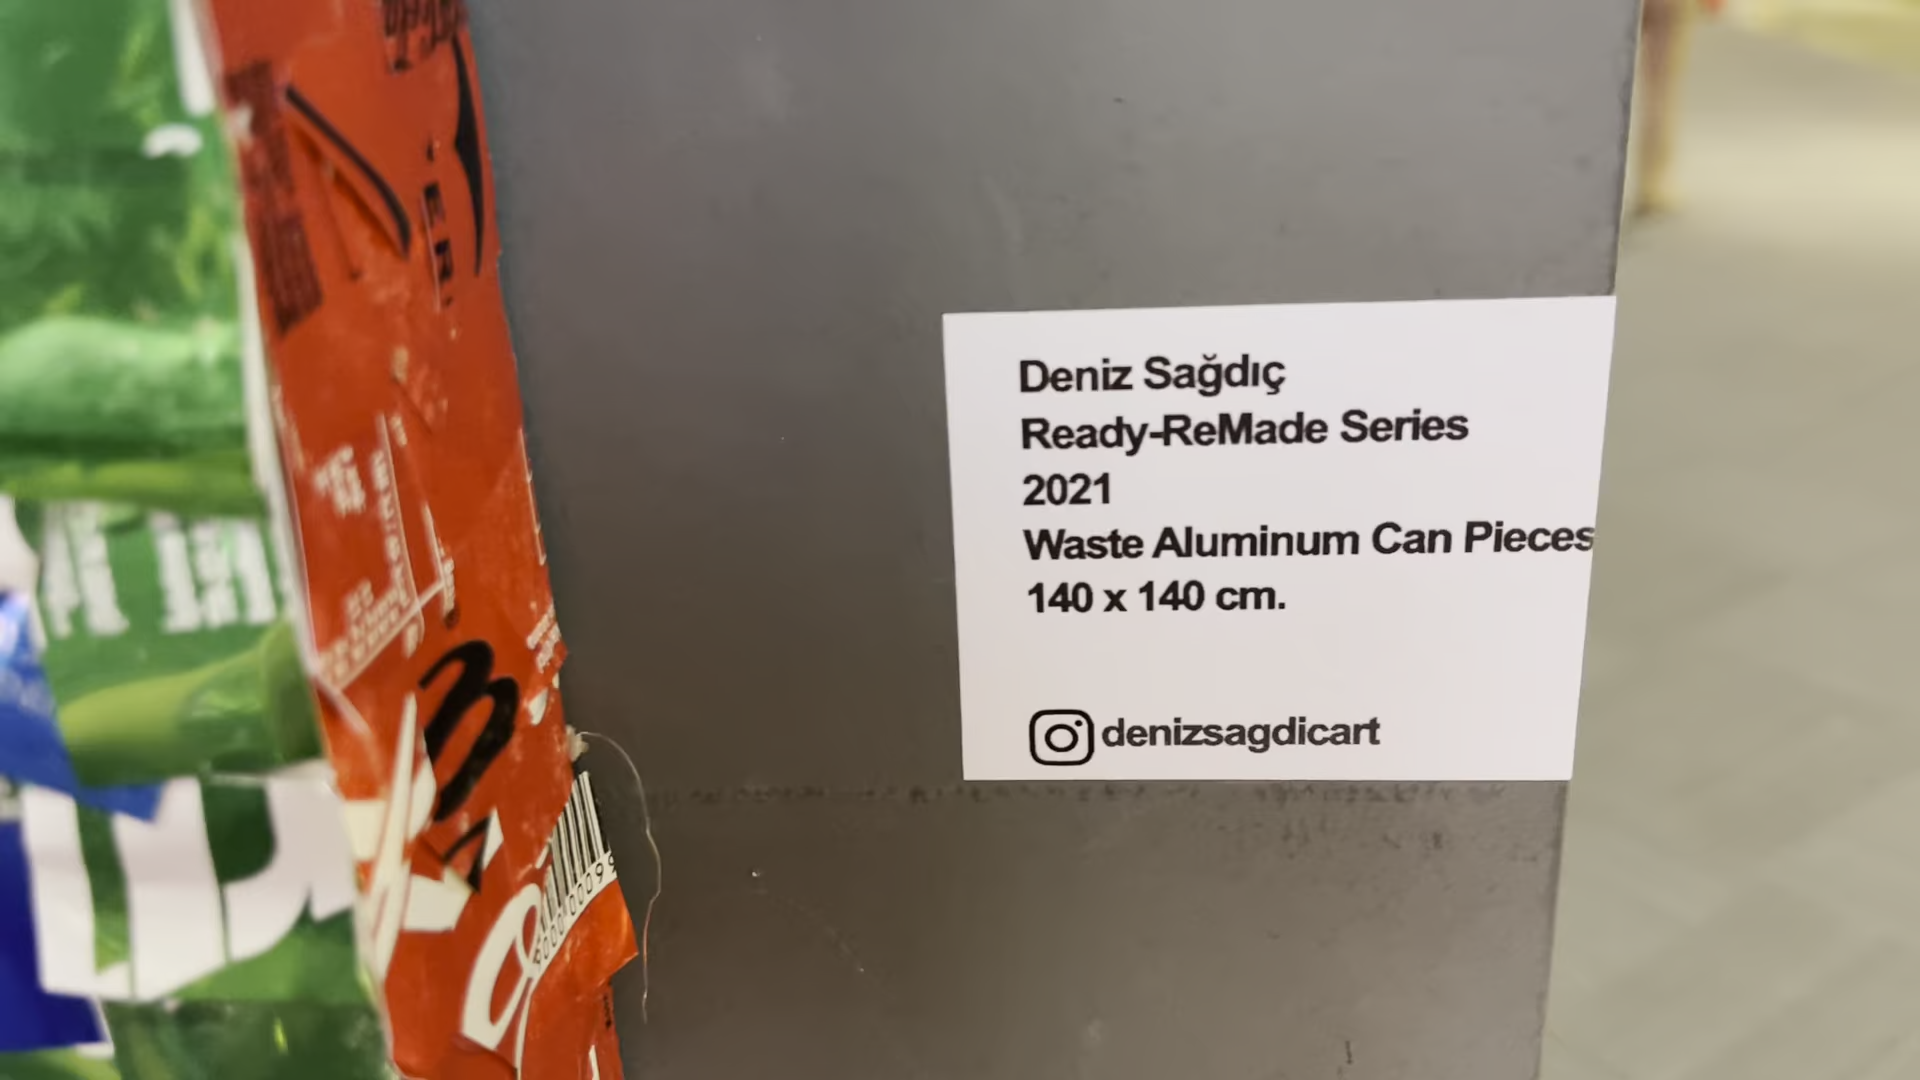 Deniz Sağdıç
Ready-ReMade Series
2021
Waste Aluminum Can Pieces
140 x 140 cm.
denizsagdicart